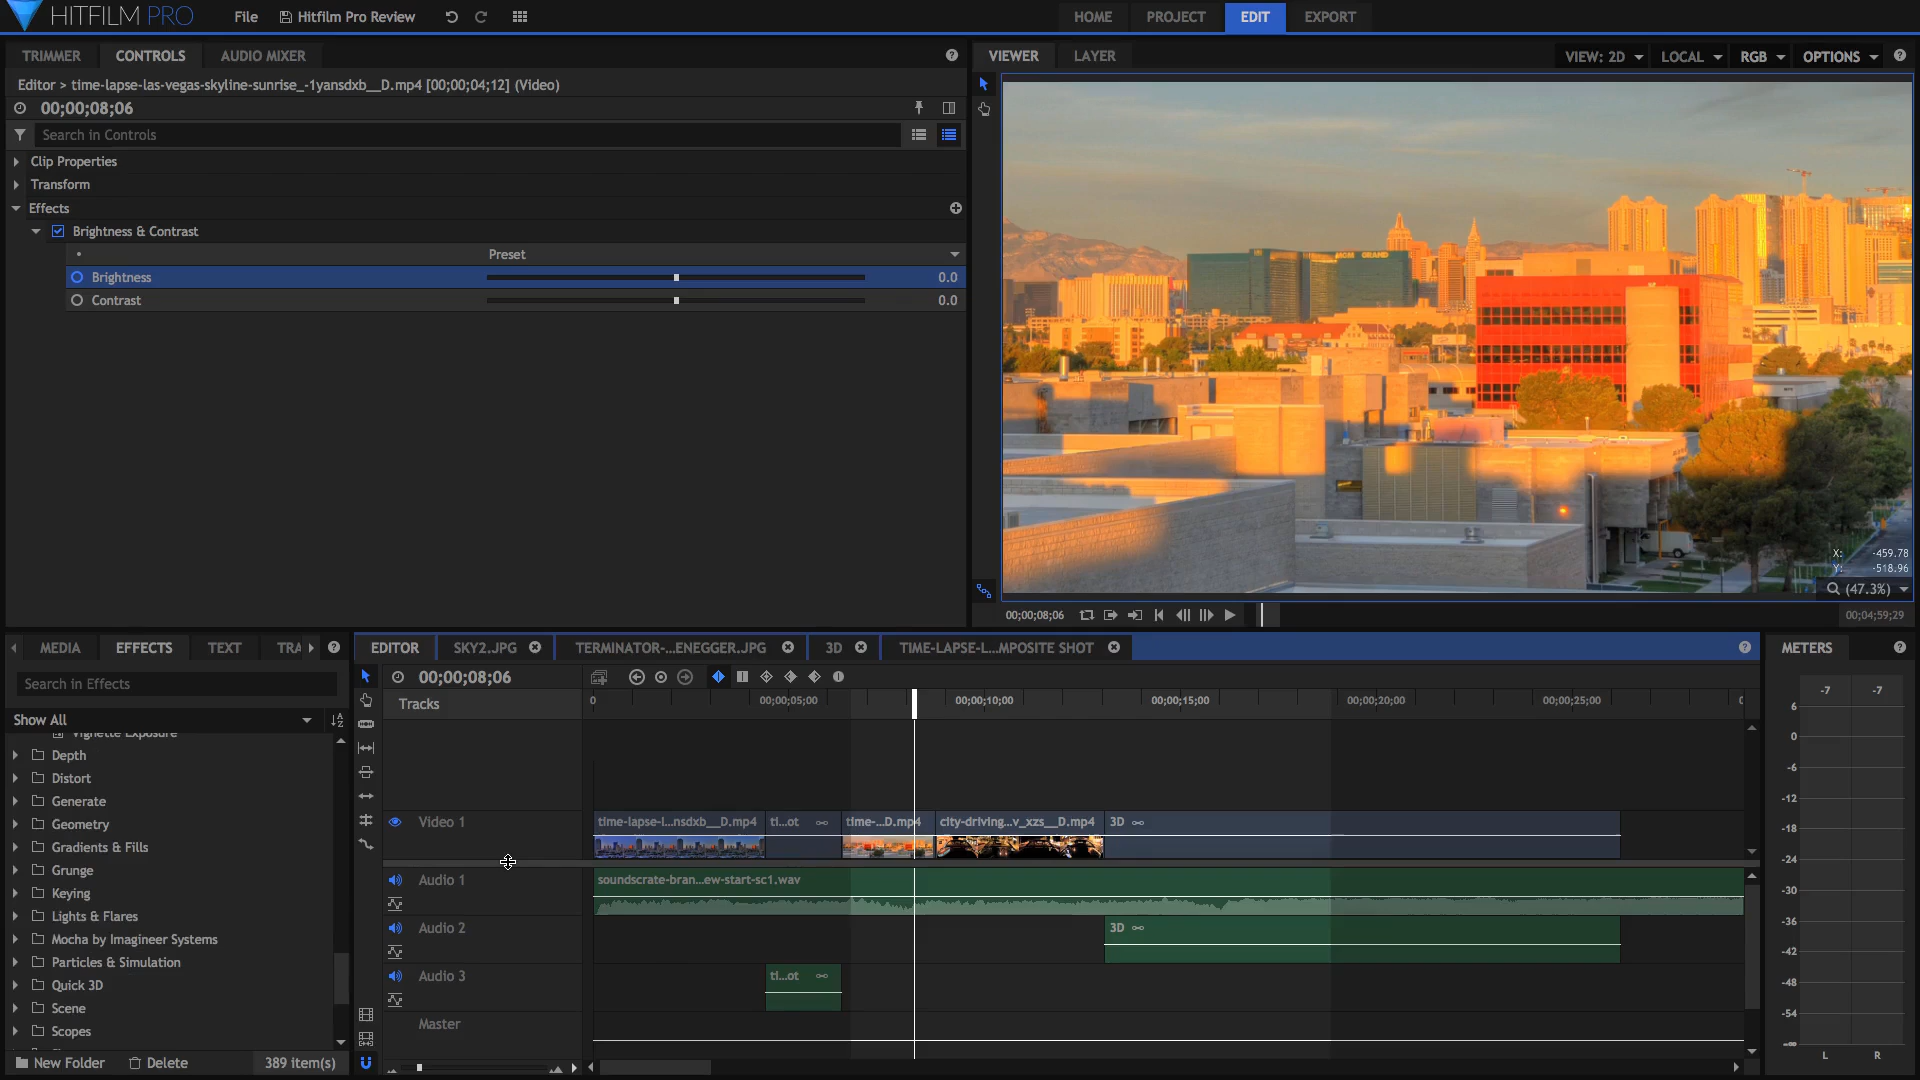 HITFILM PRO
File
Hitfilm Pro Review
HOME
PROJECT
EDIT
EXPORT
TRIMMER
CONTROLS
AUDIO MIXER
Editor > time-lapse-las-vegas-skyline-sunrise_-1yansdxb__D.mp4 [00;00;04;12] (Video)
00;00;08;06
Search in Controls
Clip Properties
Transform
Effects
Brightness & Contrast
Preset
Brightness 0.0
Contrast 0.0
VIEWER
LAYER
VIEW: 2D
LOCAL
RGB
OPTIONS
MGM GRAND
X: -459.78
Y: -518.96
(47.3%)
00;00;08;06
00;04;59;29
MEDIA
EFFECTS
TEXT
TRA
Search in Effects
Show All
Vignette Exposure
Depth
Distort
Generate
Geometry
Gradients & Fills
Grunge
Keying
Lights & Flares
Mocha by Imagineer Systems
Particles & Simulation
Quick 3D
Scene
Scopes
New Folder
Delete
389 item(s)
EDITOR
SKY2.JPG
TERMINATOR-...ENEGGER.JPG
3D
TIME-LAPSE-L...MPOSITE SHOT
00;00;08;06
Tracks
0
00;00;05;00
00;00;10;00
00;00;15;00
00;00;20;00
00;00;25;00
Video 1
time-lapse-l...nsdxb__D.mp4
ti...ot
time-...D.mp4
city-driving...v_xzs__D.mp4
3D
Audio 1
soundscrate-bran...ew-start-sc1.wav
Audio 2
3D
Audio 3
ti...ot
Master
METERS
-7 -7
6
0
-6
-12
-18
-24
-30
-36
-42
-48
-54
-∞
L R